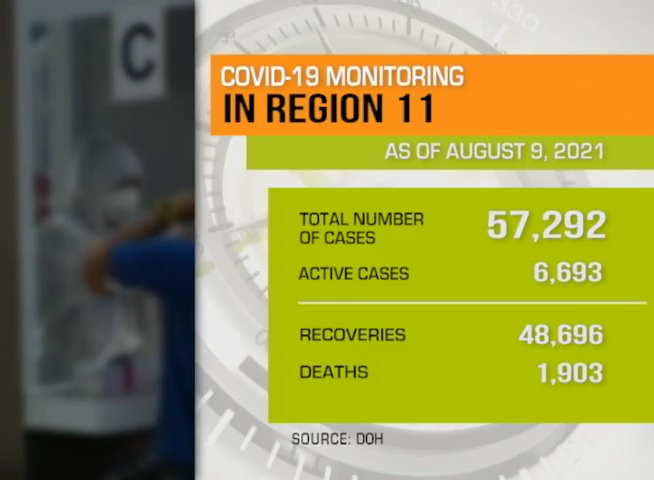 C
330
COVID-19 MONITORING
IN REGION 11
AS OF AUGUST 9, 2021
TOTAL NUMBER
OF CASES
57,292
ACTIVE CASES 6,693
RECOVERIES 48,696
DEATHS 1,903
SOURCE: DOH